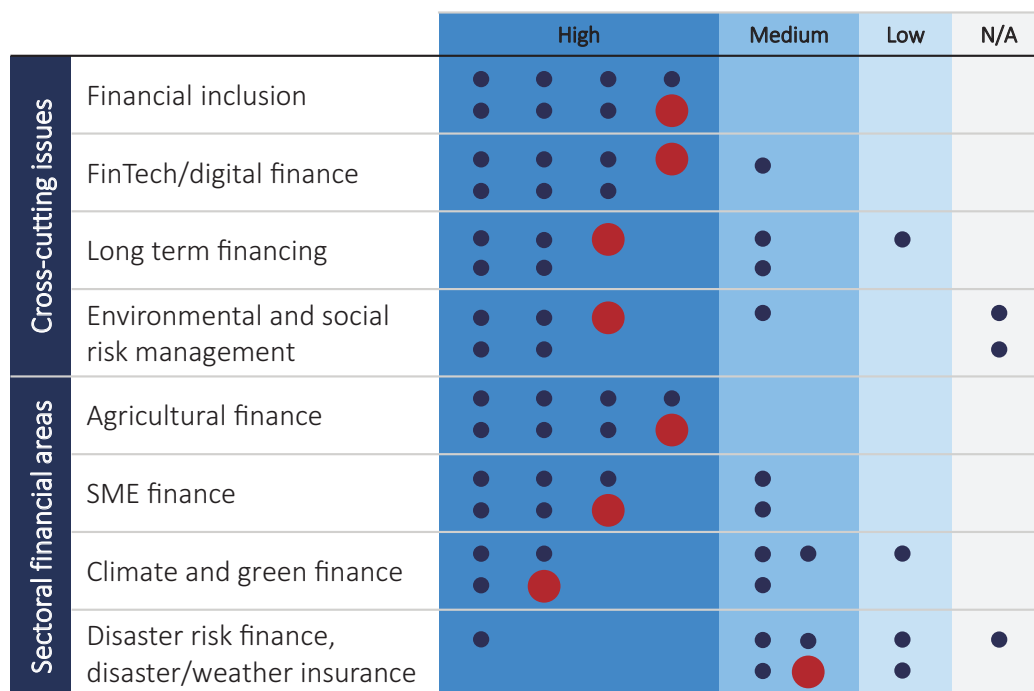 High Medium Low N/A
Cross-cutting issues
Financial inclusion
FinTech/digital finance
Long term financing
Environmental and social
risk management
Sectoral financial areas
Agricultural finance
SME finance
Climate and green finance
Disaster risk finance,
disaster/weather insurance